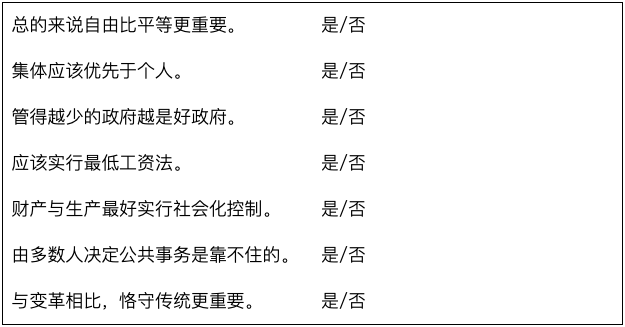 总的来说自由比平等更重要。 是/否
集体应该优先于个人。 是/否
管得越少的政府越是好政府。 是/否
应该实行最低工资法。 是/否
财产与生产最好实行社会化控制。 是/否
由多数人决定公共事务是靠不住的。 是/否
与变革相比，恪守传统更重要。 是/否